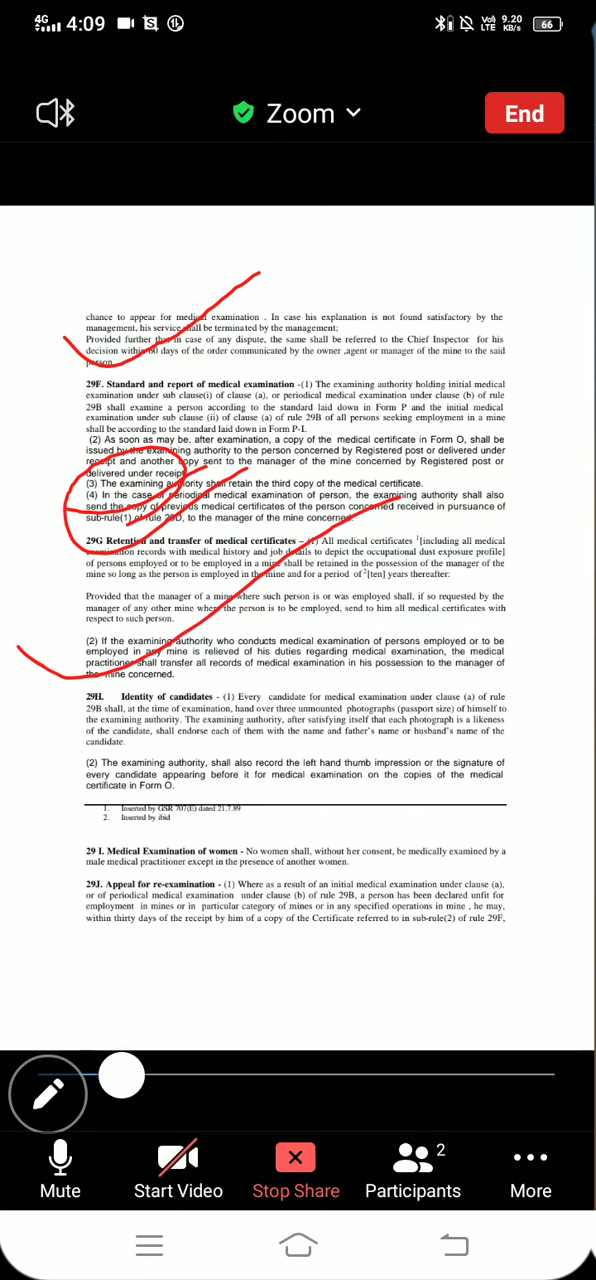 4G 4:09 VoD LTE 9.20 KB/s 66
Zoom End
chance to appear for medical examination . In case his explanation is not found satisfactory by the
management, his service shall be terminated by the management;
Provided further that in case of any dispute, the same shall be referred to the Chief Inspector for his
decision within 60 days of the order communicated by the owner ,agent or manager of the mine to the said
person.
29F. Standard and report of medical examination -(1) The examining authority holding initial medical
examination under sub clause(i) of clause (a), or periodical medical examination under clause (b) of rule
29B shall examine a person according to the standard laid down in Form P and the initial medical
examination under sub clause (ii) of clause (a) of rule 29B of all persons seeking employment in a mine
shall be according to the standard laid down in Form P-I.
(2) As soon as may be, after examination, a copy of the medical certificate in Form O, shall be
issued by the examining authority to the person concerned by Registered post or delivered under
receipt and another copy sent to the manager of the mine concerned by Registered post or
delivered under receipt.
(3) The examining authority shall retain the third copy of the medical certificate.
(4) In the case of periodical medical examination of person, the examining authority shall also
send the copy of previous medical certificates of the person concerned received in pursuance of
sub-rule(1) of rule 29D, to the manager of the mine concerned.
29G Retention and transfer of medical certificates – (1) All medical certificates 1[including all medical
examination records with medical history and job details to depict the occupational dust exposure profile]
of persons employed or to be employed in a mine shall be retained in the possession of the manager of the
mine so long as the person is employed in the mine and for a period of 2[ten] years thereafter:
Provided that the manager of a mine where such person is or was employed shall, if so requested by the
manager of any other mine where the person is to be employed, send to him all medical certificates with
respect to such person.
(2) If the examining authority who conducts medical examination of persons employed or to be
employed in any mine is relieved of his duties regarding medical examination, the medical
practitioner shall transfer all records of medical examination in his possession to the manager of
the mine concerned.
29H. Identity of candidates - (1) Every candidate for medical examination under clause (a) of rule
29B shall, at the time of examination, hand over three unmounted photographs (passport size) of himself to
the examining authority. The examining authority, after satisfying itself that each photograph is a likeness
of the candidate, shall endorse each of them with the name and father's name or husband's name of the
candidate.
(2) The examining authority, shall also record the left hand thumb impression or the signature of
every candidate appearing before it for medical examination on the copies of the medical
certificate in Form O.
1. Inserted by GSR 707(E) dated 21.7.89
2. Inserted by ibid
29 I. Medical Examination of women - No women shall, without her consent, be medically examined by a
male medical practitioner except in the presence of another women.
29J. Appeal for re-examination - (1) Where as a result of an initial medical examination under clause (a),
or of periodical medical examination under clause (b) of rule 29B, a person has been declared unfit for
employment in mines or in particular category of mines or in any specified operations in mine , he may,
within thirty days of the receipt by him of a copy of the Certificate referred to in sub-rule(2) of rule 29F,
2
Mute Start Video Stop Share Participants More